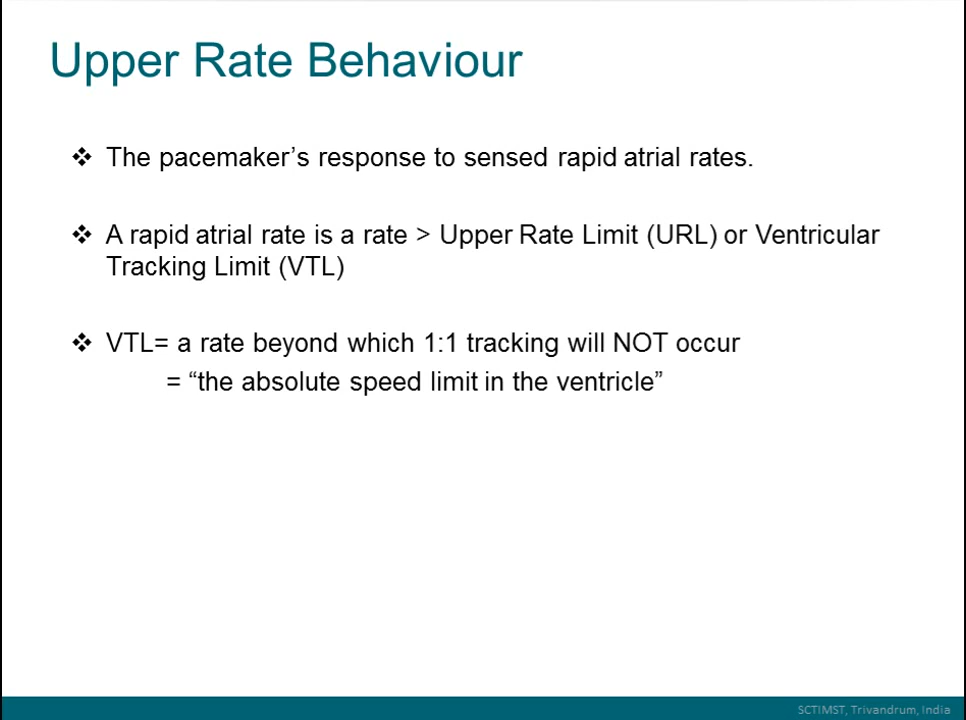 Upper Rate Behaviour
❖ The pacemaker’s response to sensed rapid atrial rates.
❖ A rapid atrial rate is a rate > Upper Rate Limit (URL) or Ventricular
Tracking Limit (VTL)
❖ VTL= a rate beyond which 1:1 tracking will NOT occur
= “the absolute speed limit in the ventricle”
SCTIMST, Trivandrum, India